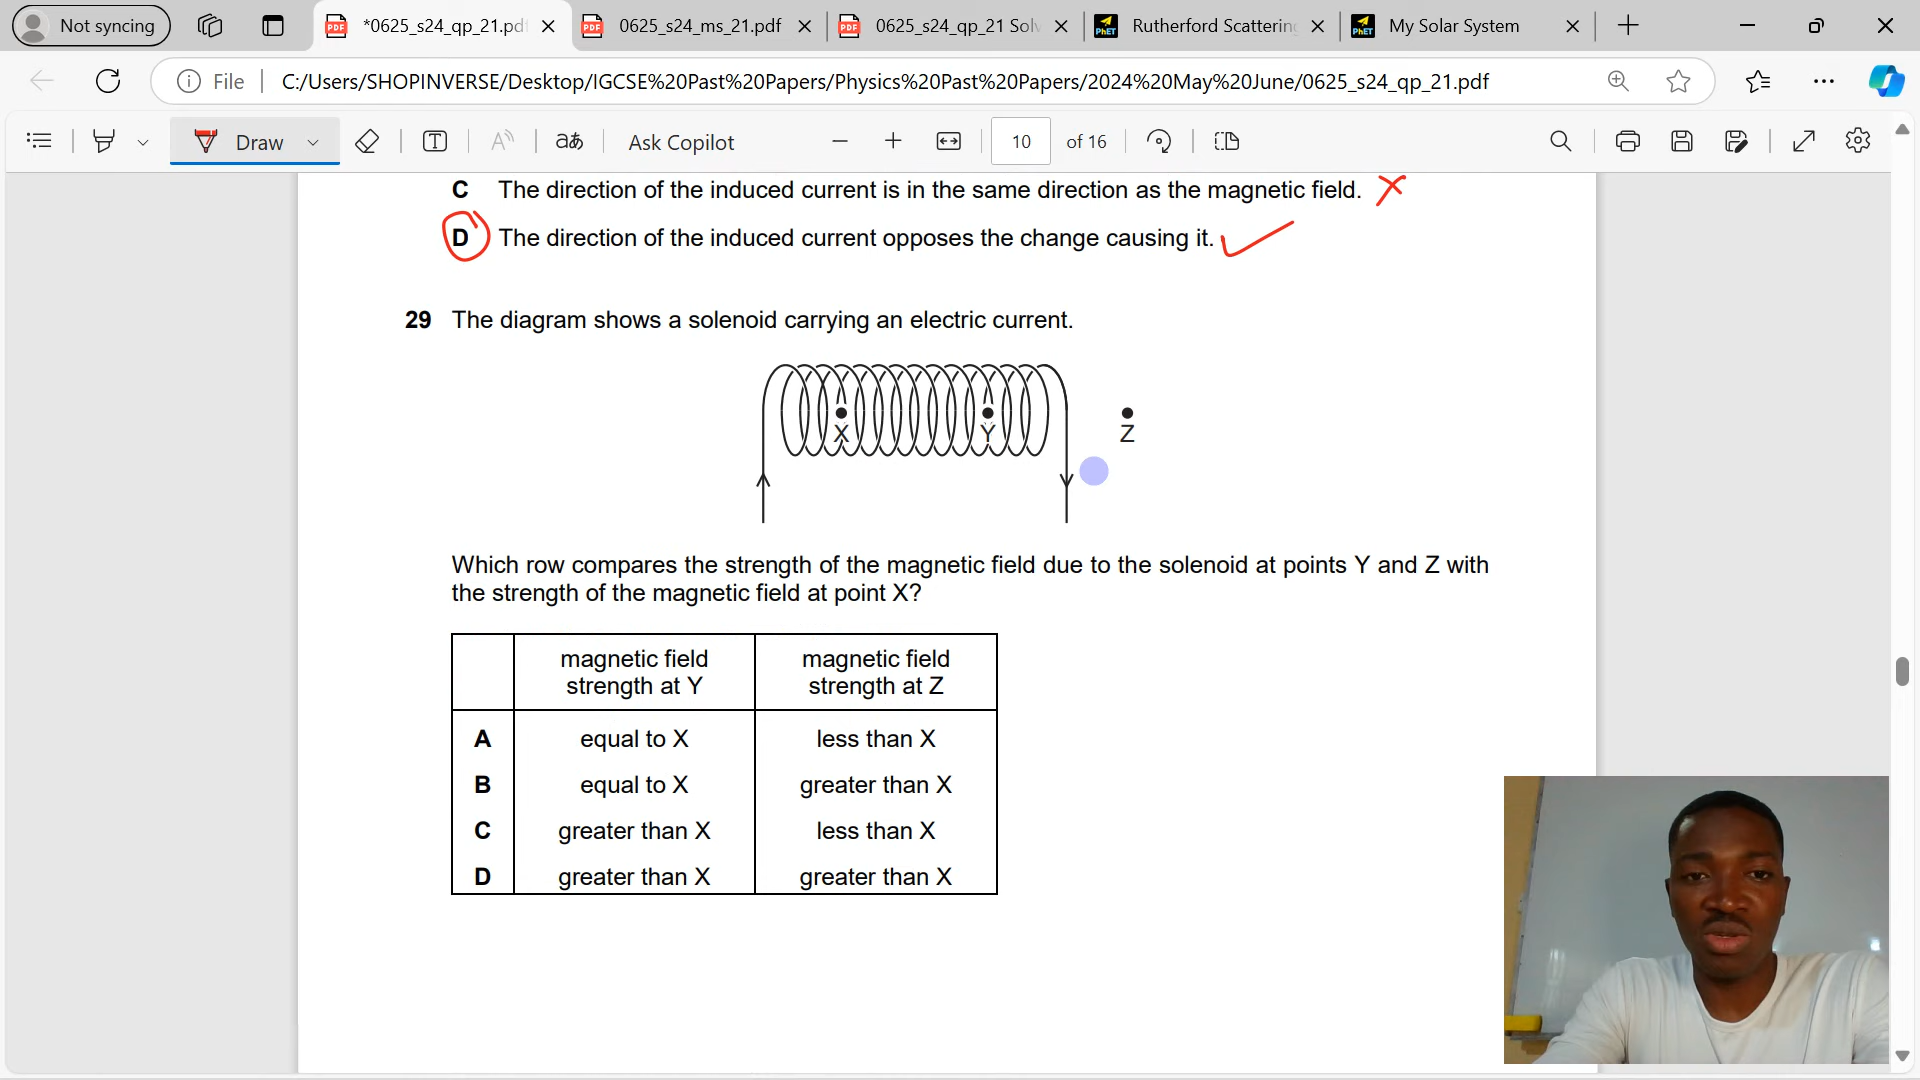 Not syncing
*0625_s24_qp_21.pdf
0625_s24_ms_21.pdf
0625_s24_qp_21 Solv
Rutherford Scattering
My Solar System
File
C:/Users/SHOPINVERSE/Desktop/IGCSE%20Past%20Papers/Physics%20Past%20Papers/2024%20May%20June/0625_s24_qp_21.pdf
Draw
Ask Copilot
10 of 16
C The direction of the induced current is in the same direction as the magnetic field.
D The direction of the induced current opposes the change causing it.
29 The diagram shows a solenoid carrying an electric current.
X Y Z
Which row compares the strength of the magnetic field due to the solenoid at points Y and Z with
the strength of the magnetic field at point X?
magnetic field magnetic field
strength at Y strength at Z
A equal to X less than X
B equal to X greater than X
C greater than X less than X
D greater than X greater than X